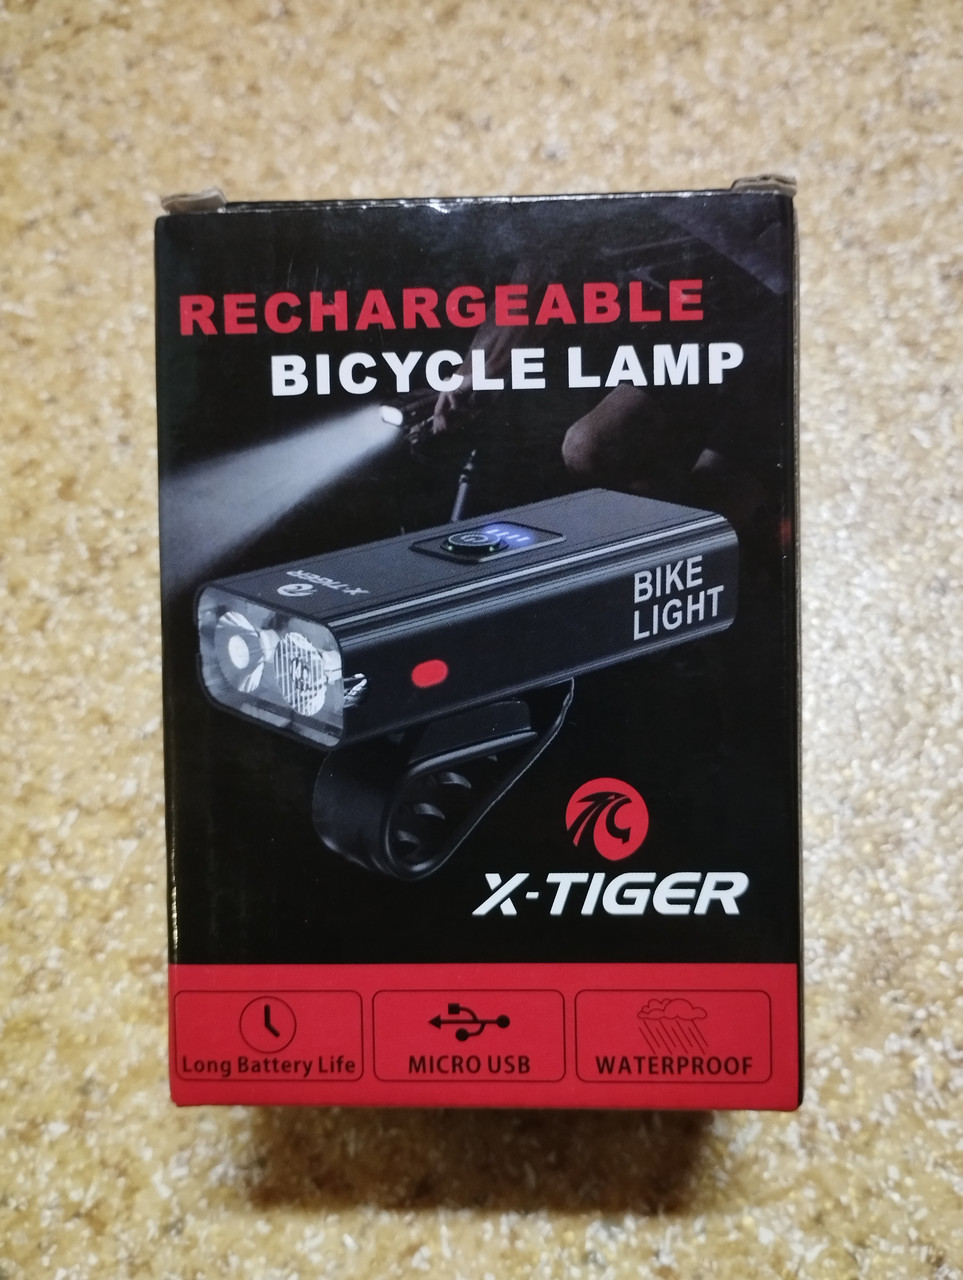 RECHARGEABLE
BICYCLE LAMP
X-TIGER
BIKE
LIGHT
X-TIGER
Long Battery Life
MICRO USB
WATERPROOF